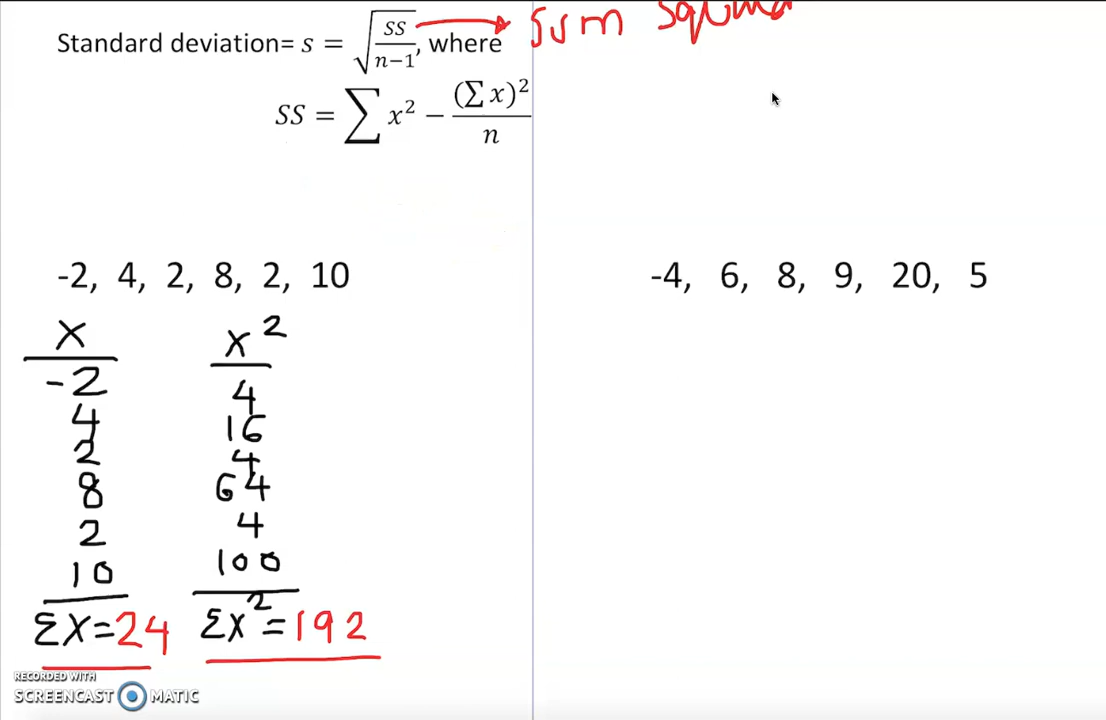 Standard deviation= s = √SS/n−1, where sum
SS = ∑ x² − (∑ x)²/n
-2, 4, 2, 8, 2, 10
x x²
-2 4
4 16
2 4
8 64
2 4
10 100
Σx=24 Σx²=192
-4, 6, 8, 9, 20, 5
RECORDED WITH
SCREENCAST MATIC